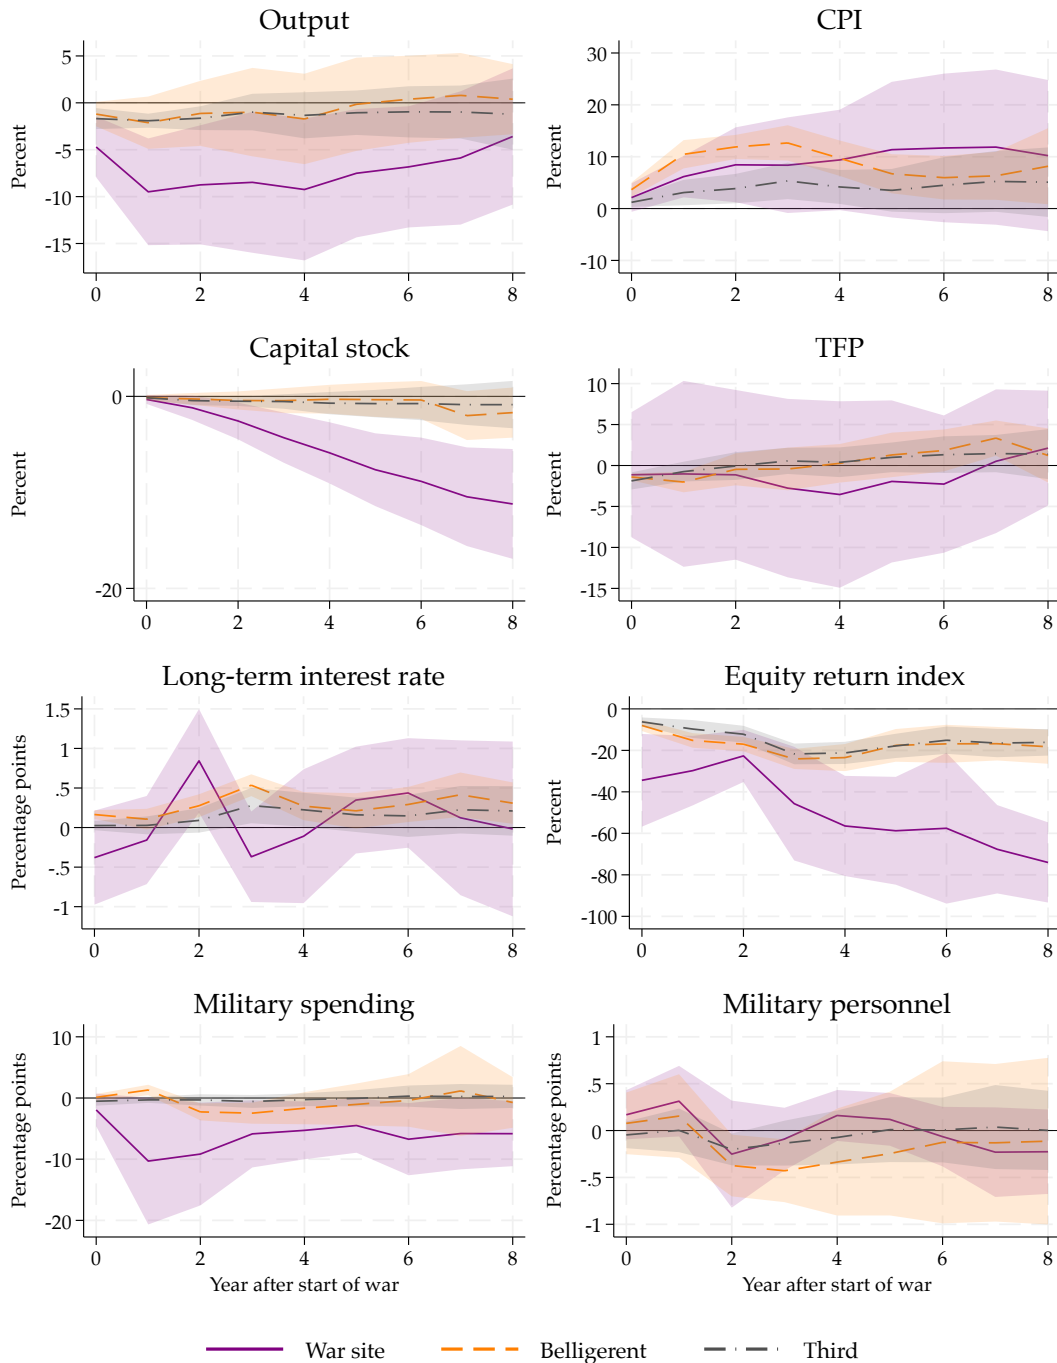 Output
Percent
5
0
-5
-10
-15
0 2 4 6 8
CPI
Percent
30
20
10
0
-10
0 2 4 6 8
Capital stock
Percent
0
-20
0 2 4 6 8
TFP
Percent
10
5
0
-5
-10
-15
0 2 4 6 8
Long-term interest rate
Percentage points
1.5
1
.5
0
-.5
-1
0 2 4 6 8
Equity return index
Percent
0
-20
-40
-60
-80
-100
0 2 4 6 8
Military spending
Percentage points
10
0
-10
-20
0 2 4 6 8
Year after start of war
Military personnel
Percentage points
1
.5
0
-.5
-1
0 2 4 6 8
Year after start of war
War site Belligerent Third